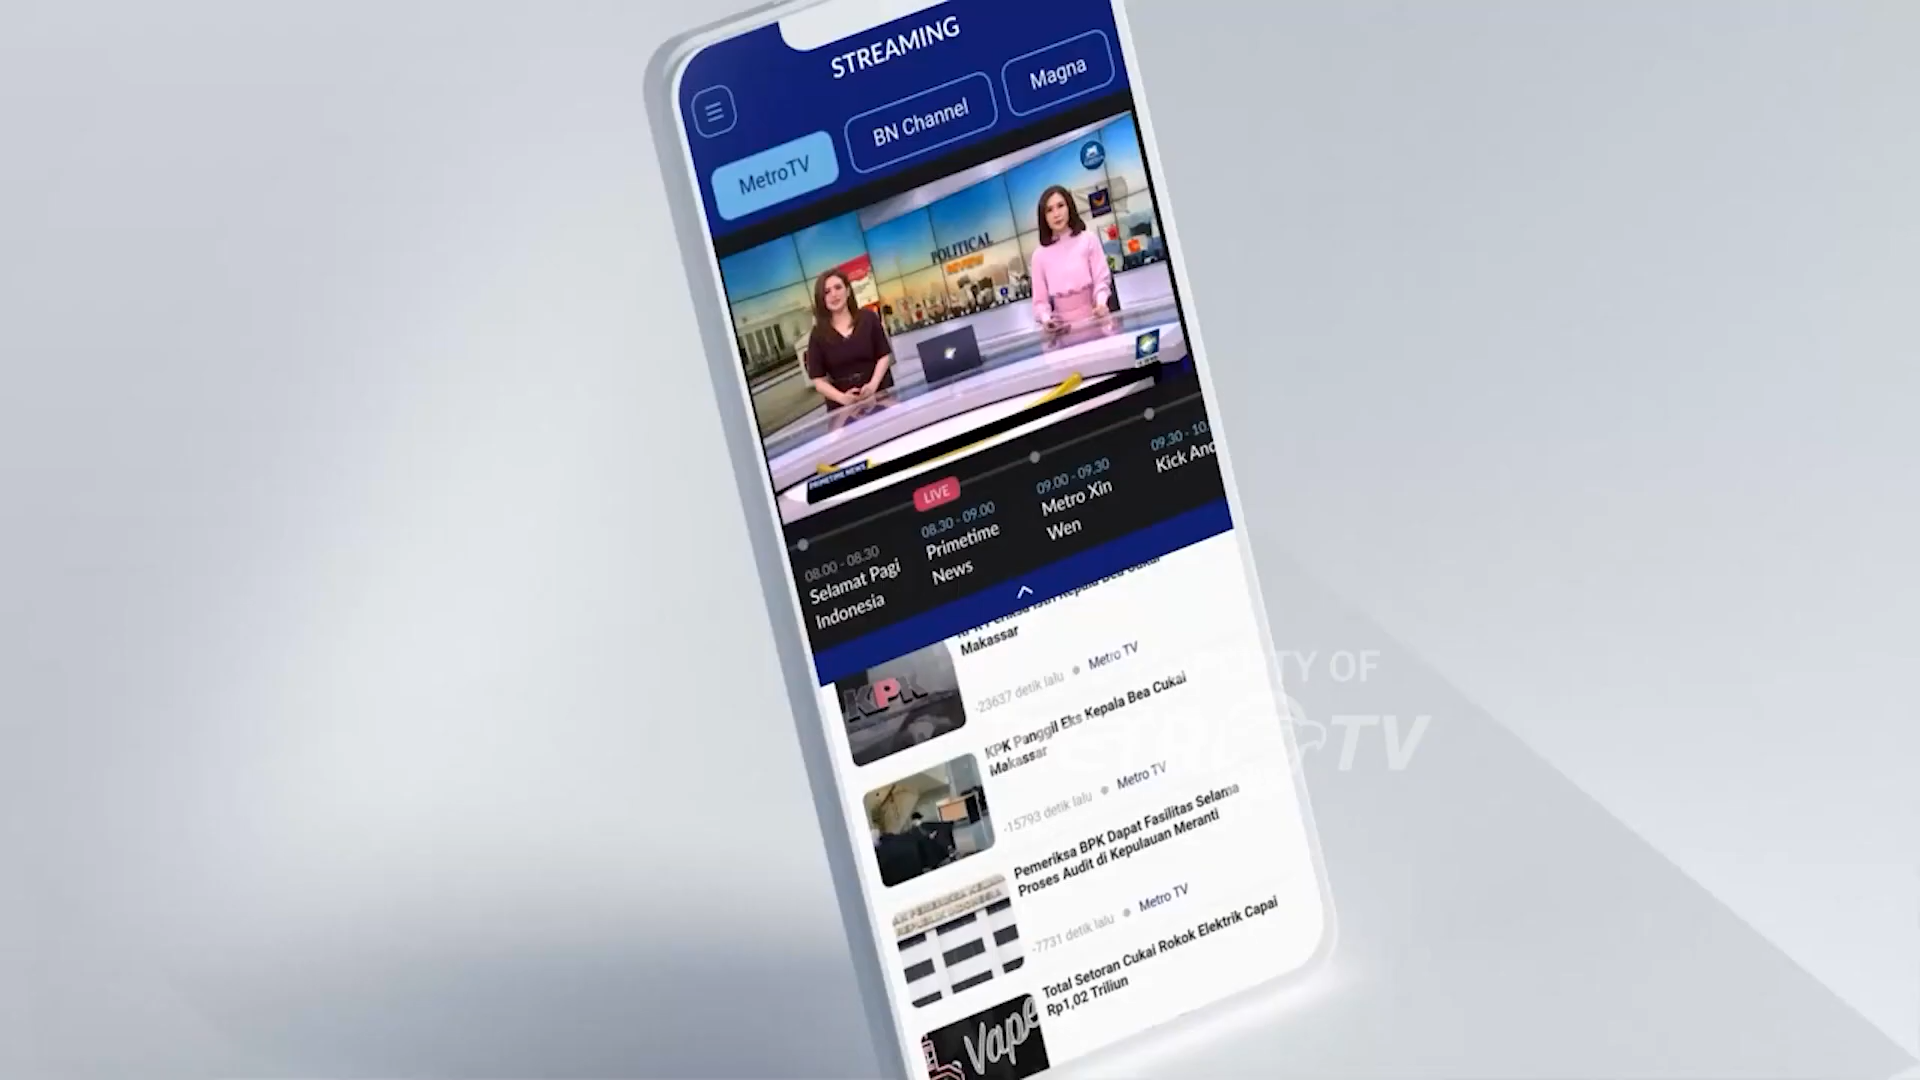 STREAMING
MetroTV
BN Channel
Magna
POLITICAL
REVIEW
PRIMETIME NEWS
LIVE
08.00 - 08.30
Selamat Pagi
Indonesia
08.30 - 09.00
Primetime
News
09.00 - 09.30
Metro Xin
Wen
09.30 - 10.
Kick And
Makassar
-23637 detik lalu • Metro TV
KPK
KPK Panggil Eks Kepala Bea Cukai
Makassar
-15793 detik lalu • Metro TV
Pemeriksa BPK Dapat Fasilitas Selama
Proses Audit di Kepulauan Meranti
-7731 detik lalu • Metro TV
Total Setoran Cukai Rokok Elektrik Capai
Rp1,02 Triliun
Vape
OF
TV